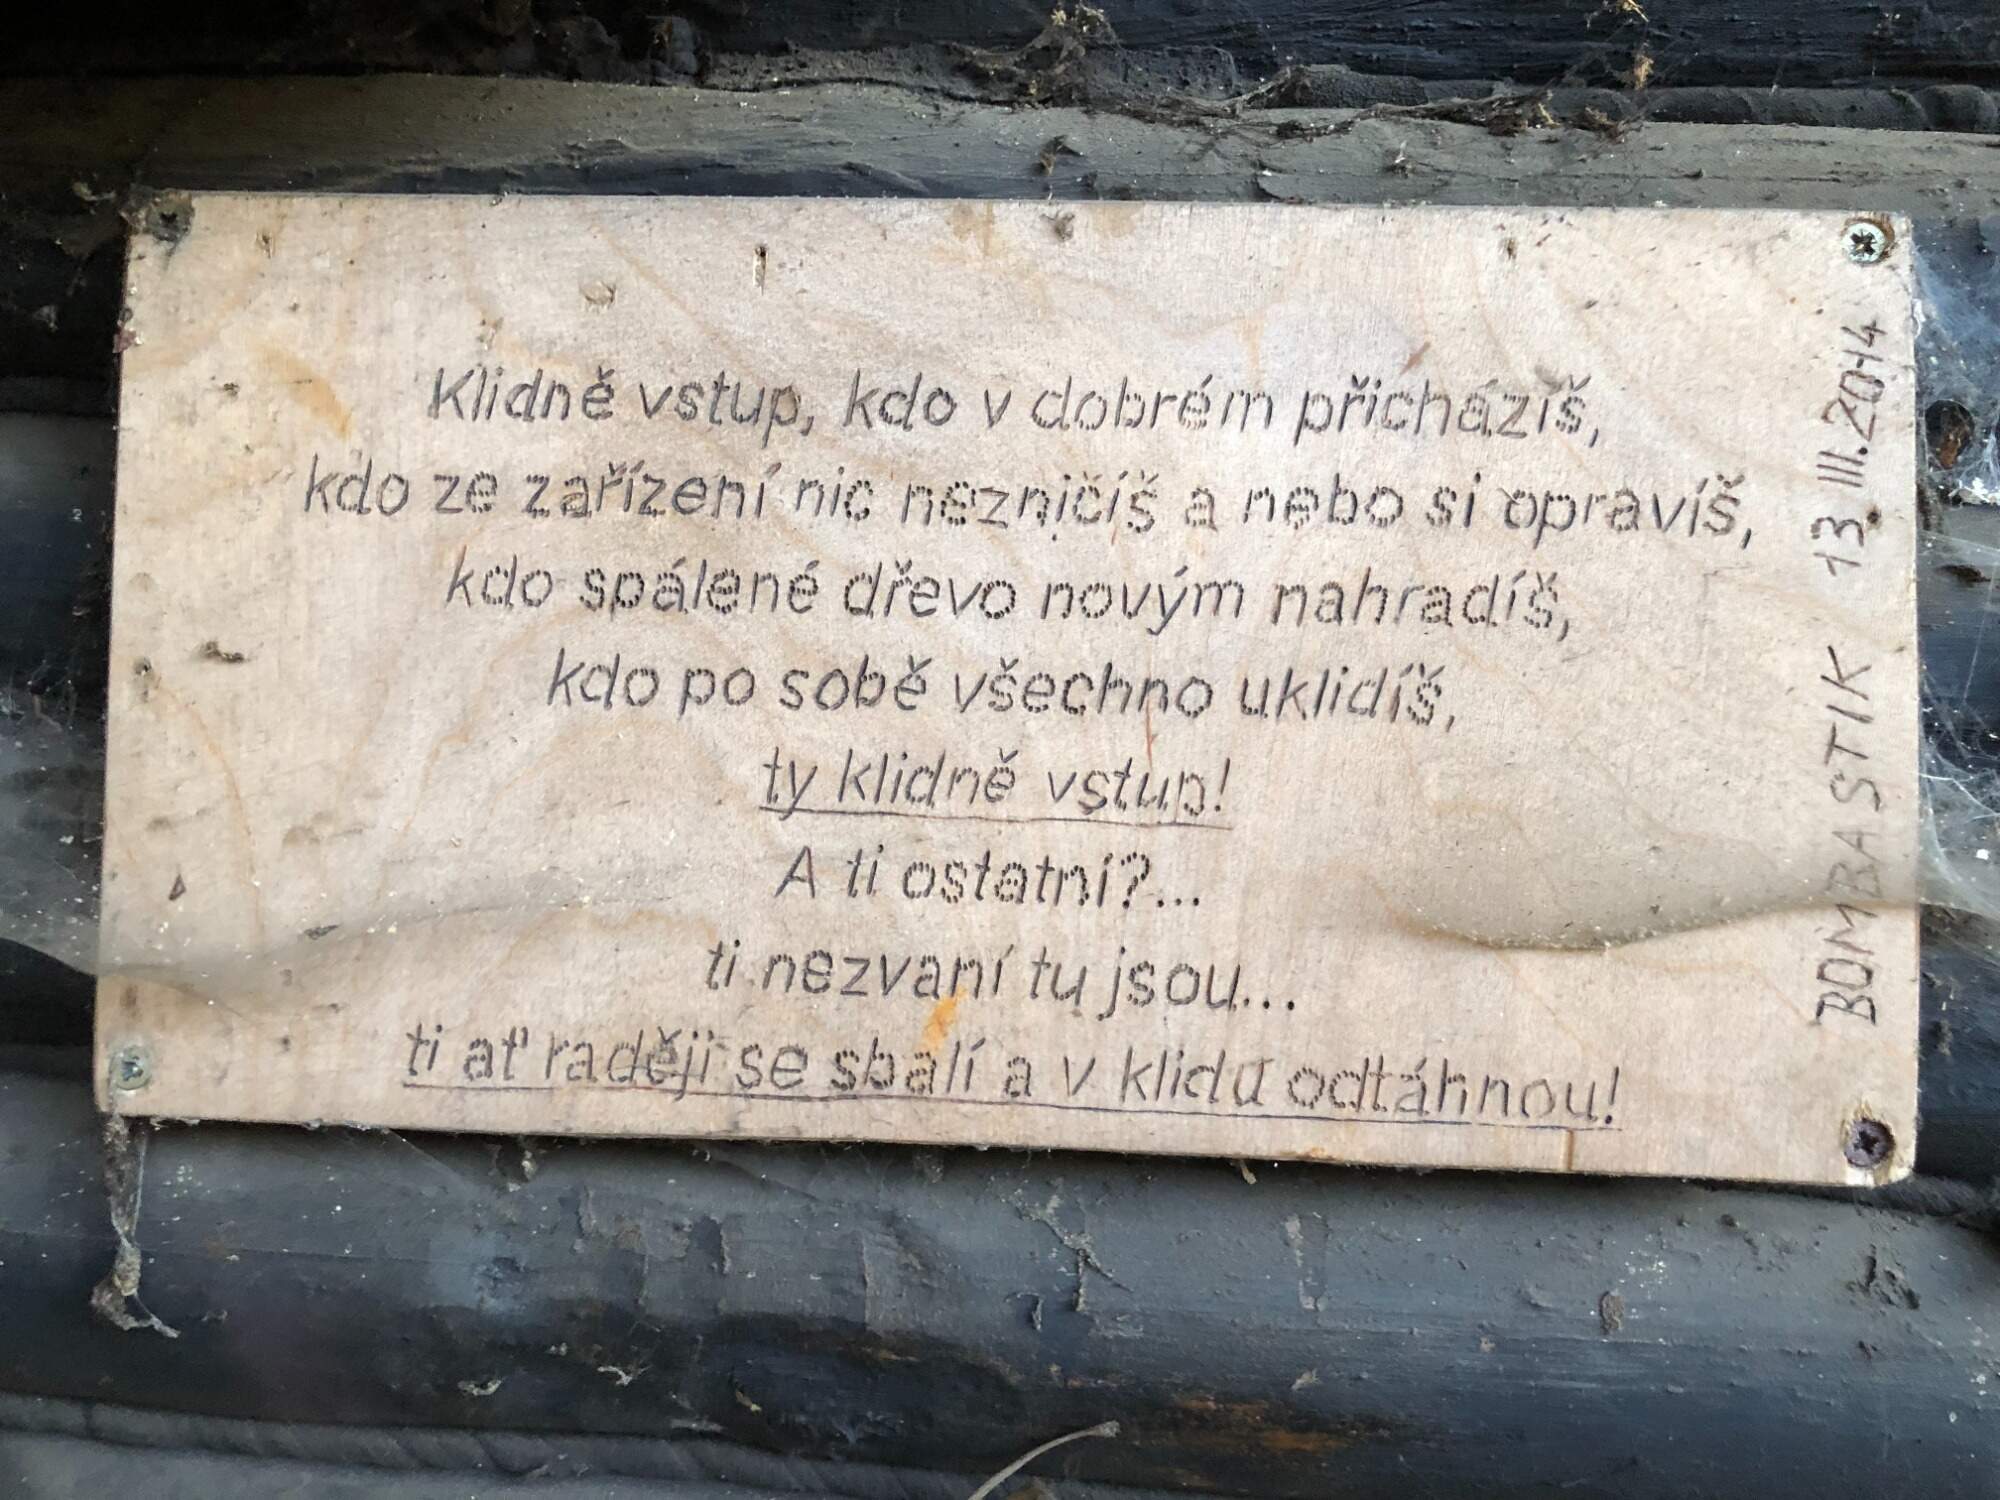 Klidně vstup, kdo v dobrém přicházíš,
kdo ze zařízení nic nezničíš a nebo si opravíš,
kdo spálené dřevo novým nahradíš,
kdo po sobě všechno uklidíš,
ty klidně vstup!
A ti ostatní?...
ti nezvaní tu jsou...
ti ať raději se sbalí a v klidu odtáhnou!
BOMBASTIK 13. III. 2014